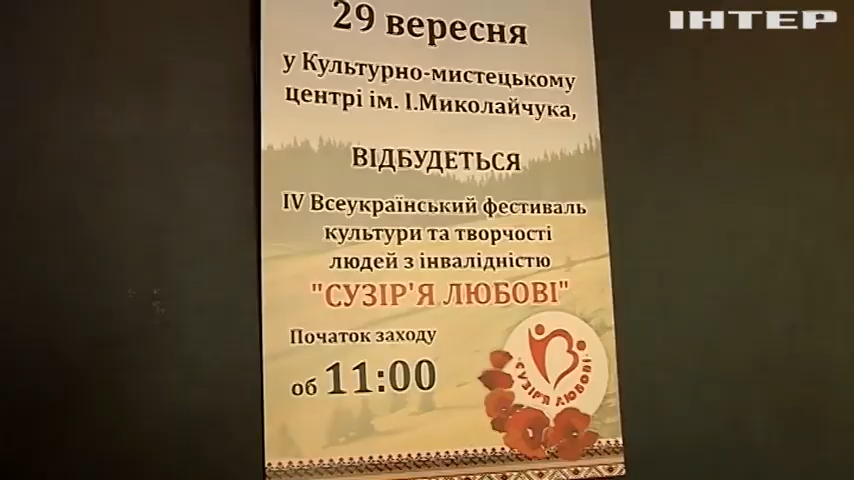 ІНТЕР
29 вересня
у Культурно-мистецькому
центрі ім. І.Миколайчука,
ВІДБУДЕТЬСЯ
IV Всеукраїнський фестиваль
культури та творчості
людей з інвалідністю
"СУЗІР'Я ЛЮБОВІ"
Початок заходу
об 11:00
СУЗІР'Я ЛЮБОВІ